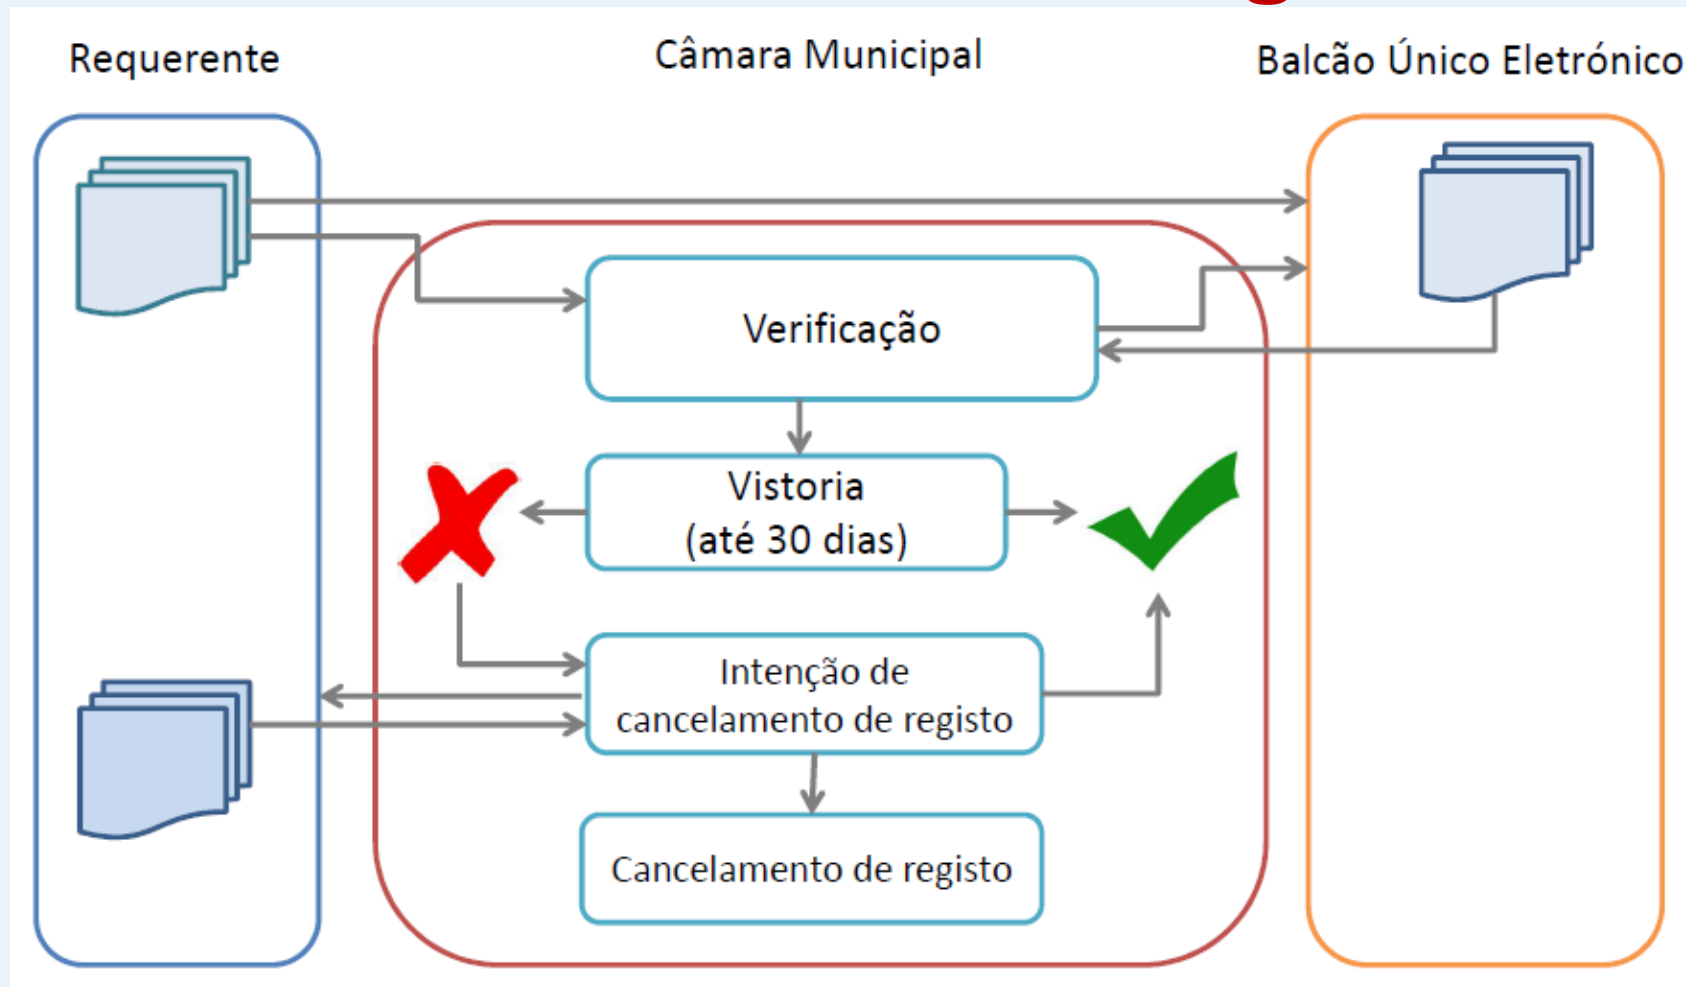 Requerente
Câmara Municipal
Balcão Único Eletrónico
Verificação
Vistoria
(até 30 dias)
Intenção de
cancelamento de registo
Cancelamento de registo